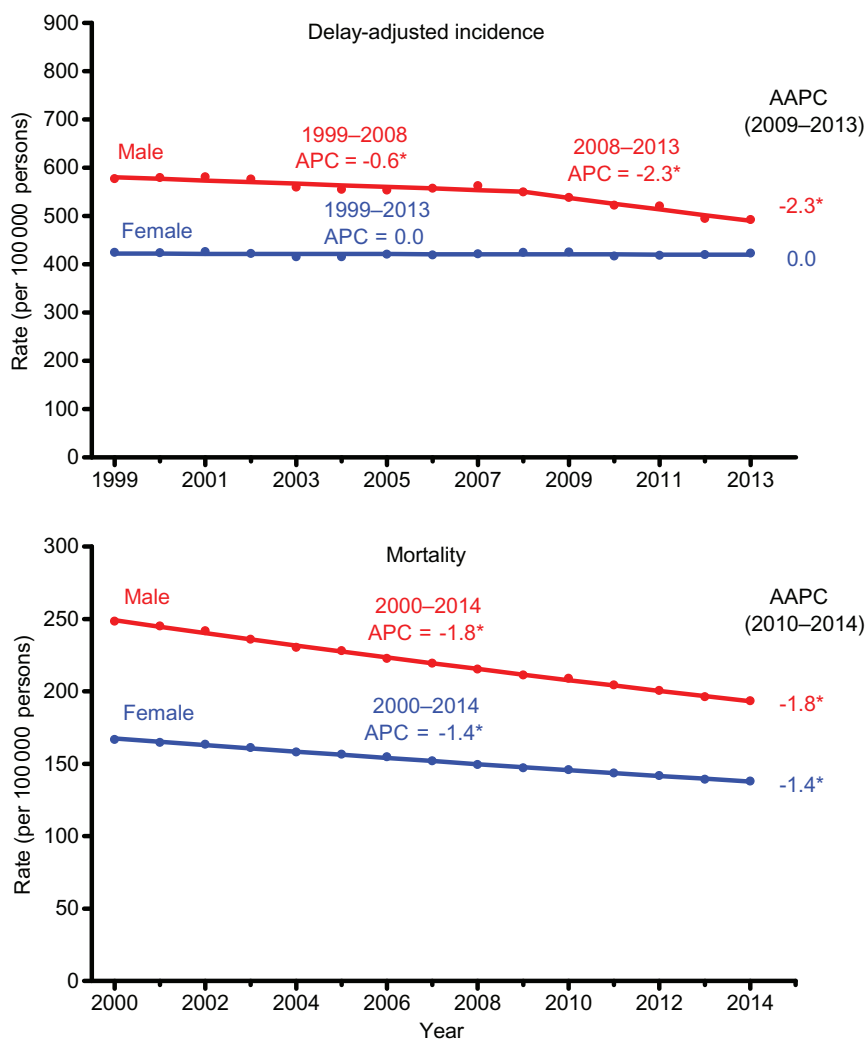 Delay-adjusted incidence
AAPC
(2009–2013)
Rate (per 100 000 persons)
900
800
700
600
500
400
300
200
100
0
Male
1999–2008
APC = -0.6*
2008–2013
APC = -2.3*
-2.3*
Female
1999–2013
APC = 0.0
0.0
1999 2001 2003 2005 2007 2009 2011 2013
Mortality
AAPC
(2010–2014)
Rate (per 100 000 persons)
300
250
200
150
100
50
0
Male
2000–2014
APC = -1.8*
-1.8*
Female
2000–2014
APC = -1.4*
-1.4*
2000 2002 2004 2006 2008 2010 2012 2014
Year